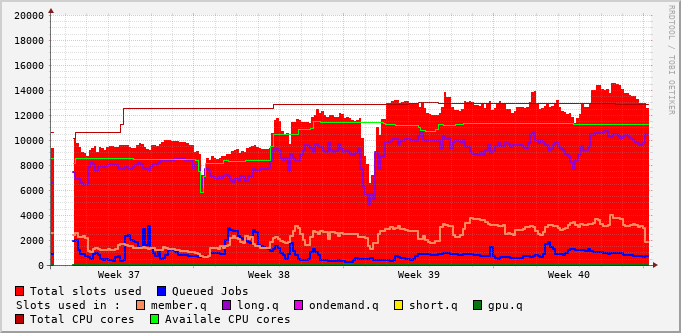 20000
18000
16000
14000
12000
10000
8000
6000
4000
2000
0
Week 37 Week 38 Week 39 Week 40
Total slots used Queued Jobs
Slots used in : member.q long.q ondemand.q short.q gpu.q
Total CPU cores Availale CPU cores
RRDTOOL / TOBI OETIKER